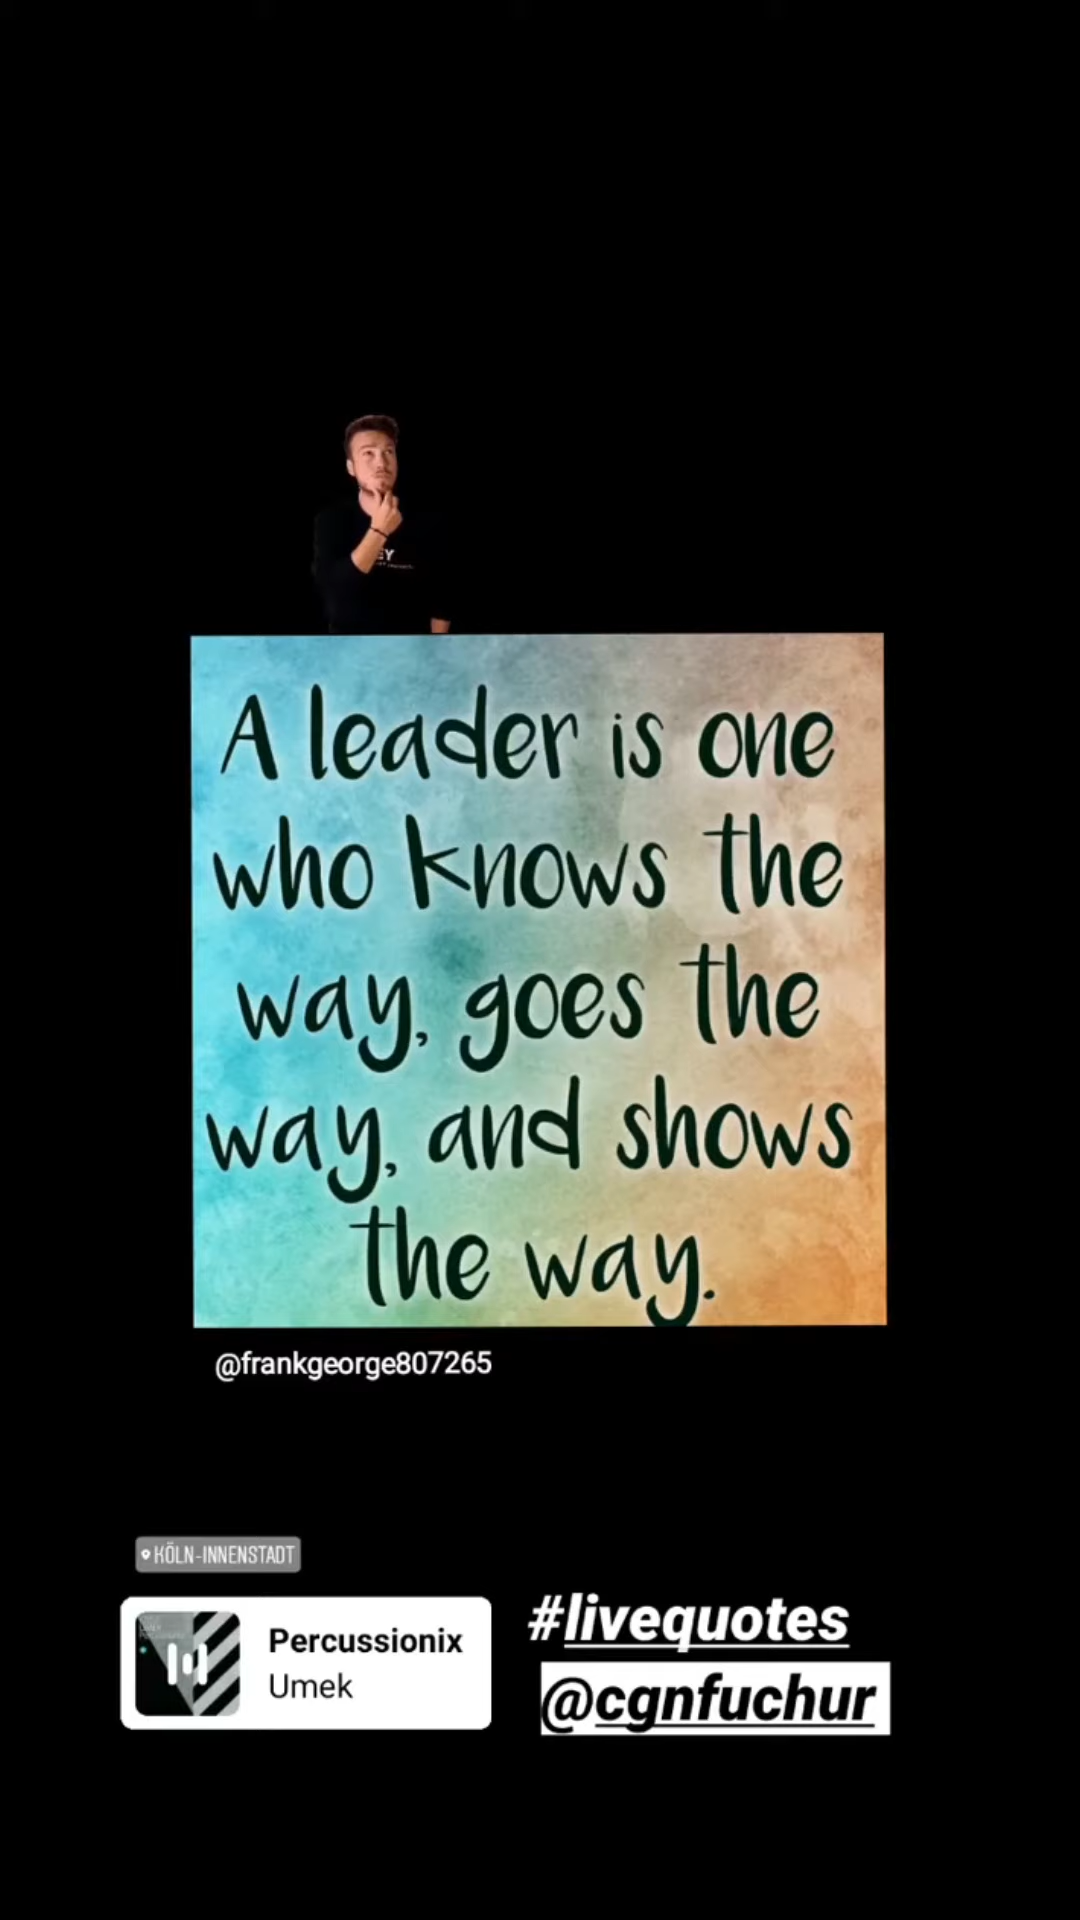 EY
A leader is one
who knows the
way, goes the
way, and shows
the way.
@frankgeorge807265
KÖLN-INNENSTADT
Percussionix
Umek
#livequotes
@cgnfuchur